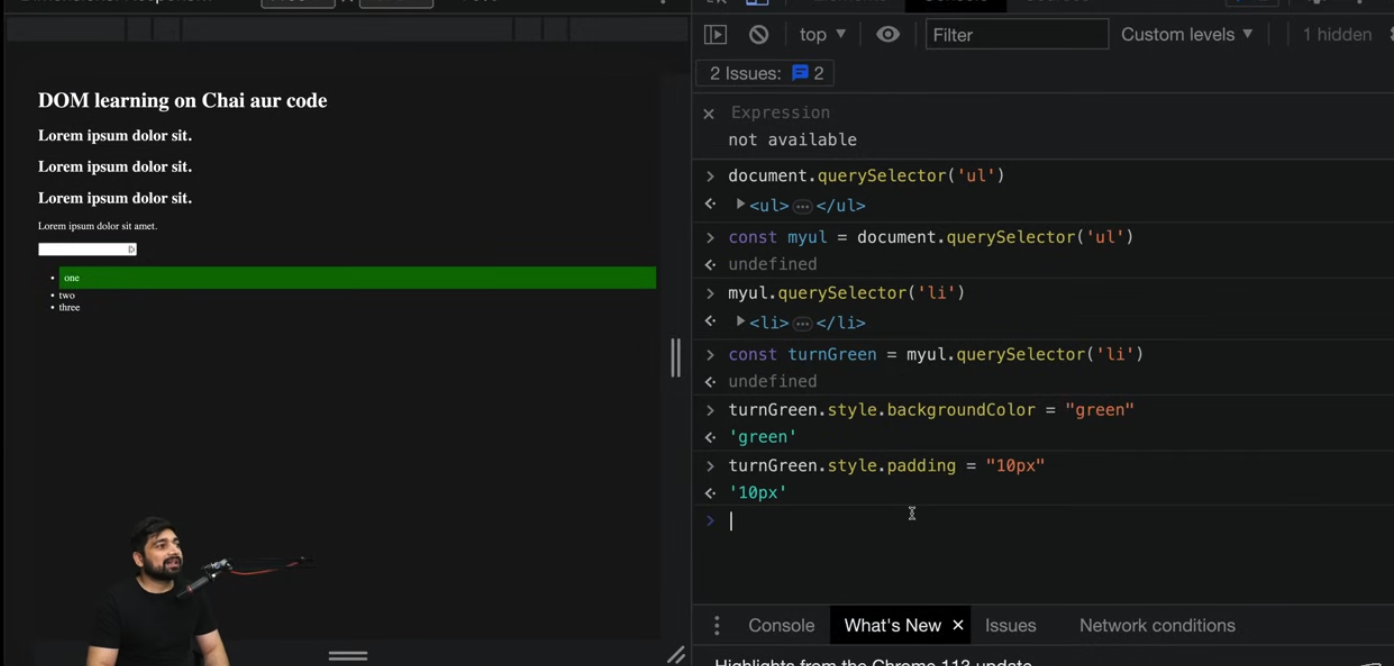 DOM learning on Chai aur code
Lorem ipsum dolor sit.
Lorem ipsum dolor sit.
Lorem ipsum dolor sit.
Lorem ipsum dolor sit amet.
• one
• two
• three
top ▼
Filter
Custom levels ▼
1 hidden
2 Issues: 2
× Expression
not available
> document.querySelector('ul')
<ul>…</ul>
> const myul = document.querySelector('ul')
undefined
> myul.querySelector('li')
<li>…</li>
> const turnGreen = myul.querySelector('li')
undefined
> turnGreen.style.backgroundColor = "green"
'green'
> turnGreen.style.padding = "10px"
'10px'
>
Console What's New × Issues Network conditions
Highlights from the Chrome 113 update